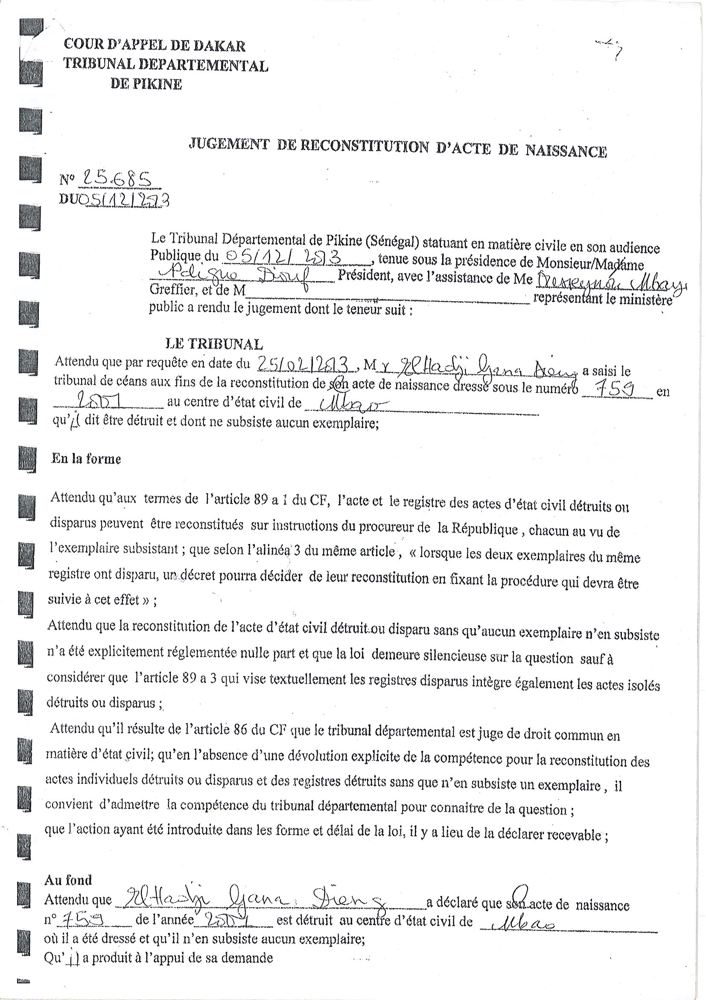 COUR D'APPEL DE DAKAR
TRIBUNAL DEPARTEMENTAL
DE PIKINE
JUGEMENT DE RECONSTITUTION D'ACTE DE NAISSANCE
N° 25.685
DU 05/12/2013
Le Tribunal Départemental de Pikine (Sénégal) statuant en matière civile en son audience
Publique du 05/12/2013, tenue sous la présidence de Monsieur/Madame
Diouf Président, avec l'assistance de Me Mbaye
Greffier, et de M représentant le ministère
public a rendu le jugement dont le teneur suit :
LE TRIBUNAL
Attendu que par requête en date du 25/02/2013, Mr El Hadji Gana Dieng a saisi le
tribunal de céans aux fins de la reconstitution de son acte de naissance dressé sous le numéro 759 en
2001 au centre d'état civil de Mbao
qu'il dit être détruit et dont ne subsiste aucun exemplaire;
En la forme
Attendu qu'aux termes de l'article 89 a 1 du CF, l'acte et le registre des actes d'état civil détruits ou
disparus peuvent être reconstitués sur instructions du procureur de la République, chacun au vu de
l'exemplaire subsistant ; que selon l'alinéa 3 du même article, « lorsque les deux exemplaires du même
registre ont disparu, un décret pourra décider de leur reconstitution en fixant la procédure qui devra être
suivie à cet effet » ;
Attendu que la reconstitution de l'acte d'état civil détruit ou disparu sans qu'aucun exemplaire n'en subsiste
n'a été explicitement réglementée nulle part et que la loi demeure silencieuse sur la question sauf à
considérer que l'article 89 a 3 qui vise textuellement les registres disparus intègre également les actes isolés
détruits ou disparus ;
Attendu qu'il résulte de l'article 86 du CF que le tribunal départemental est juge de droit commun en
matière d'état civil; qu'en l'absence d'une dévolution explicite de la compétence pour la reconstitution des
actes individuels détruits ou disparus et des registres détruits sans que n'en subsiste un exemplaire, il
convient d'admettre la compétence du tribunal départemental pour connaitre de la question ;
que l'action ayant été introduite dans les forme et délai de la loi, il y a lieu de la déclarer recevable ;
Au fond
Attendu que El Hadji Gana Dieng a déclaré que son acte de naissance
n° 759 de l'année 2001 est détruit au centre d'état civil de Mbao
où il a été dressé et qu'il n'en subsiste aucun exemplaire;
Qu'il a produit à l'appui de sa demande